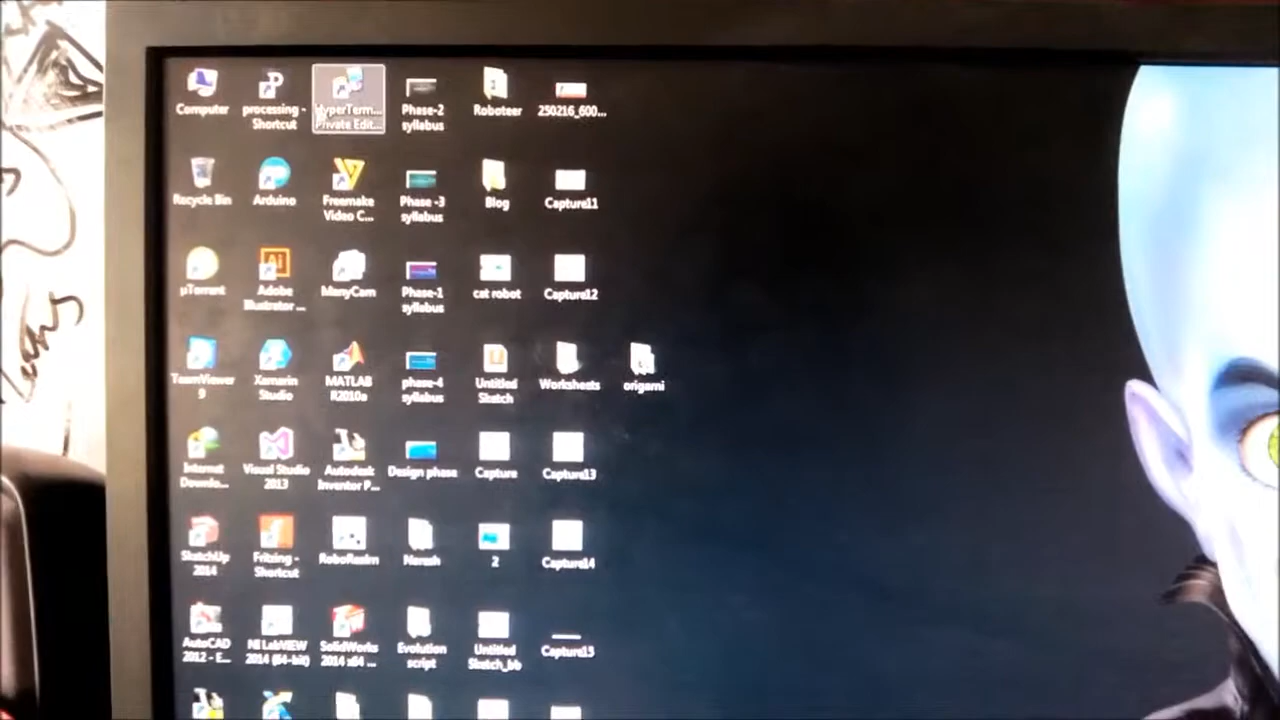 Computer
processing -
Shortcut
HyperTerm...
Private Edit...
Phase-2
syllabus
Roboteer
250216_600...
Recycle Bin
Arduino
Freemake
Video C...
Phase -3
syllabus
Blog
Capture11
µTorrent
Adobe
Illustrator ...
ManyCam
Phase-1
syllabus
cat robot
Capture12
TeamViewer
9
Xamarin
Studio
MATLAB
R2010a
phase-4
syllabus
Untitled
Sketch
Worksheets
origami
Internet
Downlo...
Visual Studio
2013
Autodesk
Inventor P...
Design phase
Capture
Capture13
SketchUp
2014
Fritzing -
Shortcut
RoboRealm
Naresh
2
Capture14
AutoCAD
2012 - E...
NI LabVIEW
2014 (64-bit)
SolidWorks
2014 x64 ...
Evolution
script
Untitled
Sketch_bb
Capture15